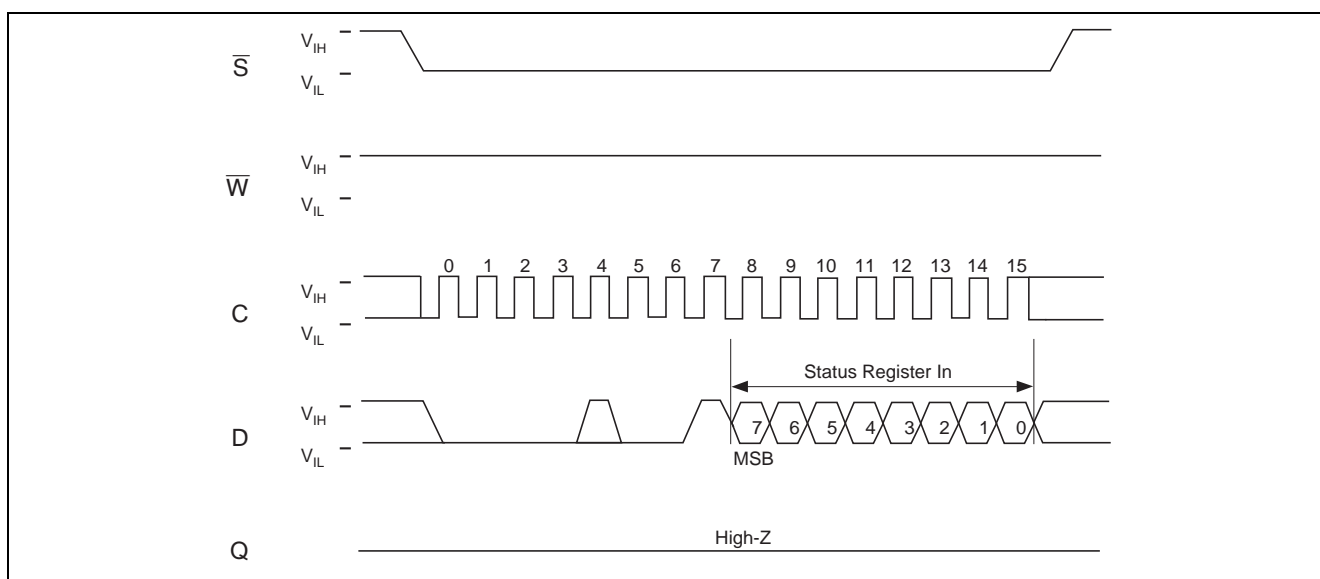 S̅
V_IH
V_IL
W̅
V_IH
V_IL
0 1 2 3 4 5 6 7 8 9 10 11 12 13 14 15
C
V_IH
V_IL
Status Register In
D
V_IH
V_IL
7 6 5 4 3 2 1 0
MSB
High-Z
Q